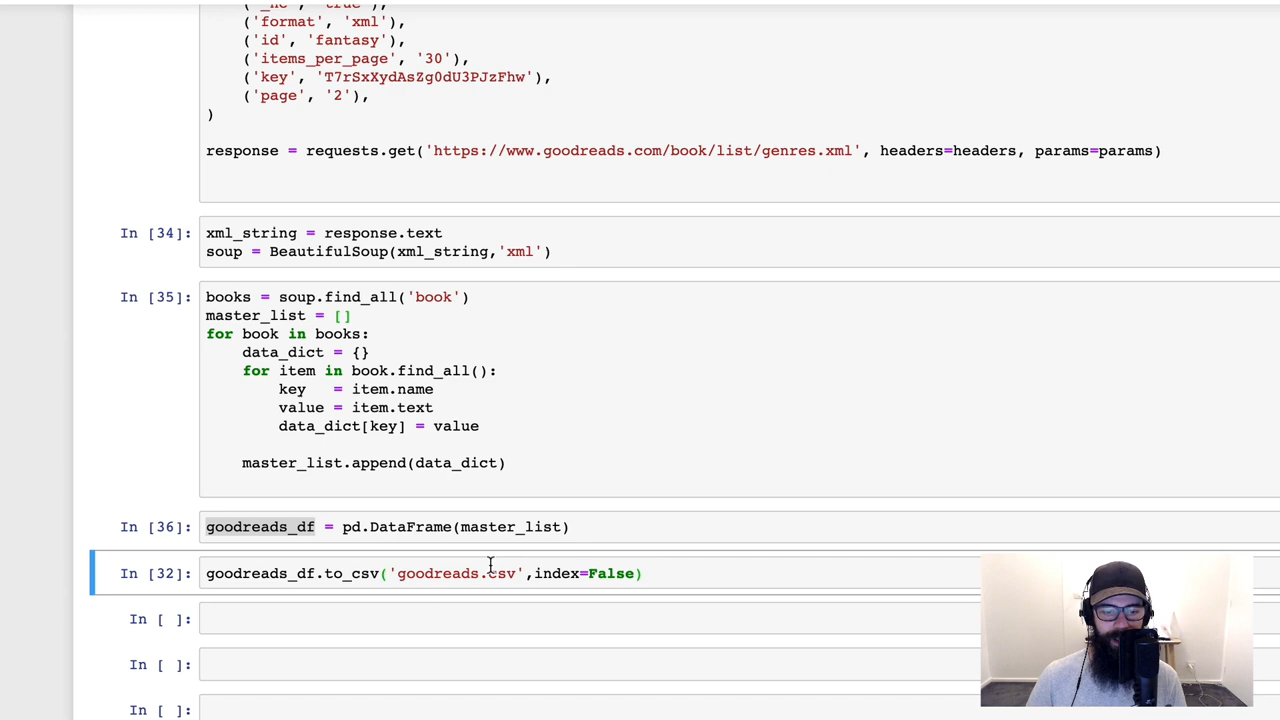 ('_nc', 'true'),
('format', 'xml'),
('id', 'fantasy'),
('items_per_page', '30'),
('key', 'T7rSxXydAsZg0dU3PJzFhw'),
('page', '2'),
)
response = requests.get('https://www.goodreads.com/book/list/genres.xml', headers=headers, params=params)
In [34]: xml_string = response.text
soup = BeautifulSoup(xml_string,'xml')
In [35]: books = soup.find_all('book')
master_list = []
for book in books:
data_dict = {}
for item in book.find_all():
key   = item.name
value = item.text
data_dict[key] = value
master_list.append(data_dict)
In [36]: goodreads_df = pd.DataFrame(master_list)
In [32]: goodreads_df.to_csv('goodreads.csv',index=False)
In [ ]:
In [ ]:
In [ ]: